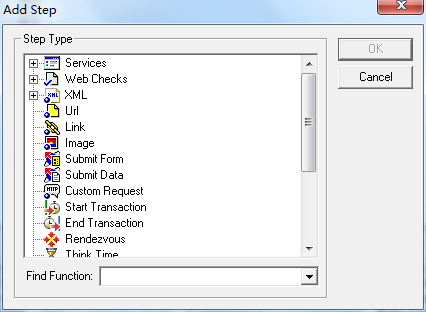 Add Step
Step Type
OK
Cancel
Services
Web Checks
XML
Url
Link
Image
Submit Form
Submit Data
Custom Request
Start Transaction
End Transaction
Rendezvous
Think Time
Find Function: